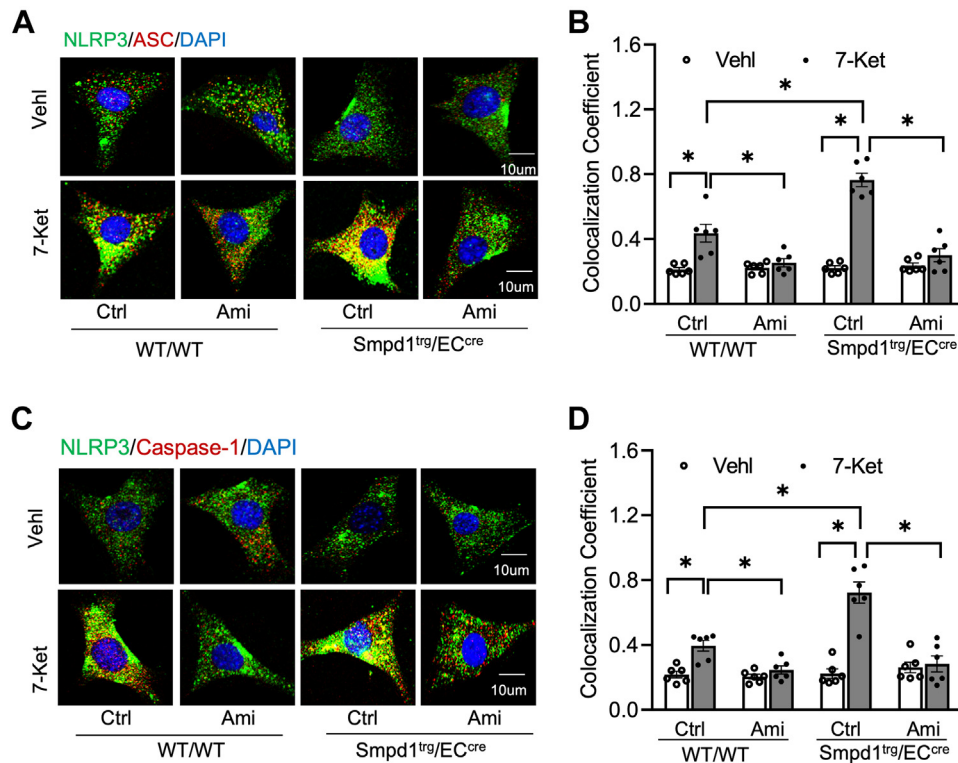 A
NLRP3/ASC/DAPI
Vehl
7-Ket
10um
10um
Ctrl
Ami
Ctrl
Ami
WT/WT
Smpd1trg/ECcre
B
Colocalization Coefficient
1.6
1.2
0.8
0.4
0.0
Vehl
7-Ket
*
*
*
*
*
Ctrl
Ami
Ctrl
Ami
WT/WT
Smpd1trg/ECcre
C
NLRP3/Caspase-1/DAPI
Vehl
7-Ket
10um
10um
Ctrl
Ami
Ctrl
Ami
WT/WT
Smpd1trg/ECcre
D
Colocalization Coefficient
1.6
1.2
0.8
0.4
0.0
Vehl
7-Ket
*
*
*
*
*
Ctrl
Ami
Ctrl
Ami
WT/WT
Smpd1trg/ECcre